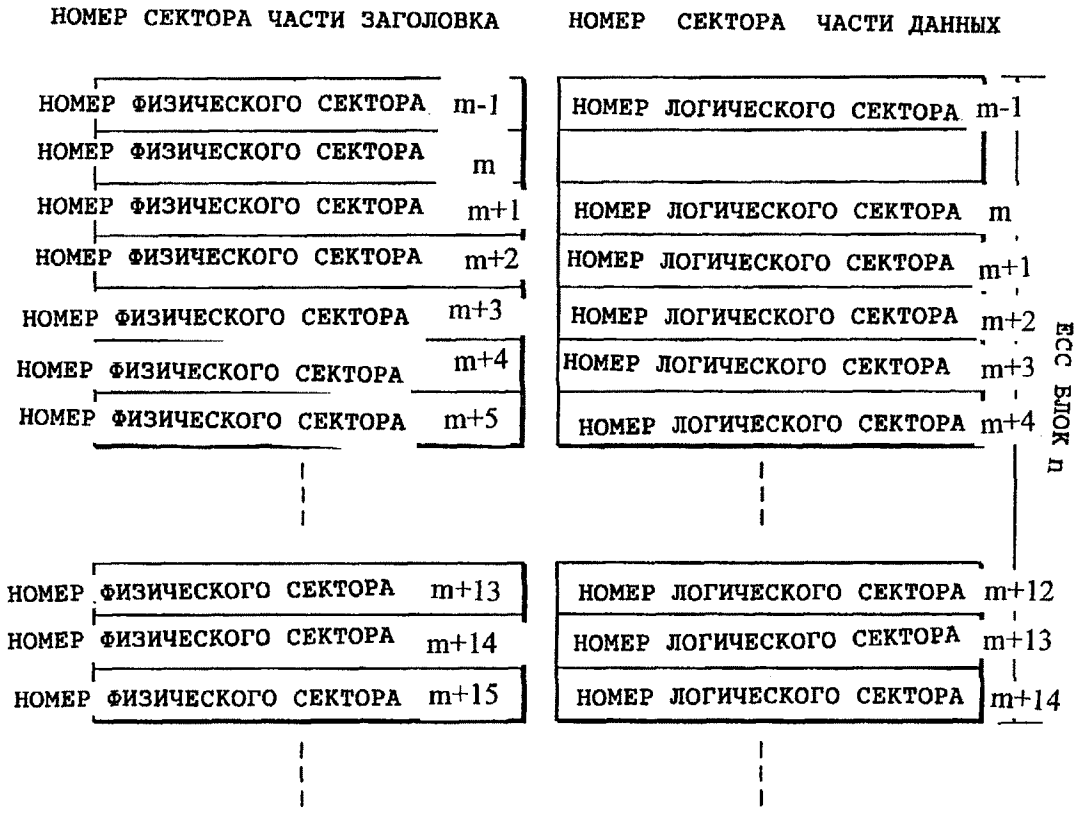 НОМЕР СЕКТОРА ЧАСТИ ЗАГОЛОВКА НОМЕР СЕКТОРА ЧАСТИ ДАННЫХ
НОМЕР ФИЗИЧЕСКОГО СЕКТОРА m-1 НОМЕР ЛОГИЧЕСКОГО СЕКТОРА m-1
НОМЕР ФИЗИЧЕСКОГО СЕКТОРА m
НОМЕР ФИЗИЧЕСКОГО СЕКТОРА m+1 НОМЕР ЛОГИЧЕСКОГО СЕКТОРА m
НОМЕР ФИЗИЧЕСКОГО СЕКТОРА m+2 НОМЕР ЛОГИЧЕСКОГО СЕКТОРА m+1
НОМЕР ФИЗИЧЕСКОГО СЕКТОРА m+3 НОМЕР ЛОГИЧЕСКОГО СЕКТОРА m+2
НОМЕР ФИЗИЧЕСКОГО СЕКТОРА m+4 НОМЕР ЛОГИЧЕСКОГО СЕКТОРА m+3
НОМЕР ФИЗИЧЕСКОГО СЕКТОРА m+5 НОМЕР ЛОГИЧЕСКОГО СЕКТОРА m+4
НОМЕР ФИЗИЧЕСКОГО СЕКТОРА m+13 НОМЕР ЛОГИЧЕСКОГО СЕКТОРА m+12
НОМЕР ФИЗИЧЕСКОГО СЕКТОРА m+14 НОМЕР ЛОГИЧЕСКОГО СЕКТОРА m+13
НОМЕР ФИЗИЧЕСКОГО СЕКТОРА m+15 НОМЕР ЛОГИЧЕСКОГО СЕКТОРА m+14
ECC БЛОК n